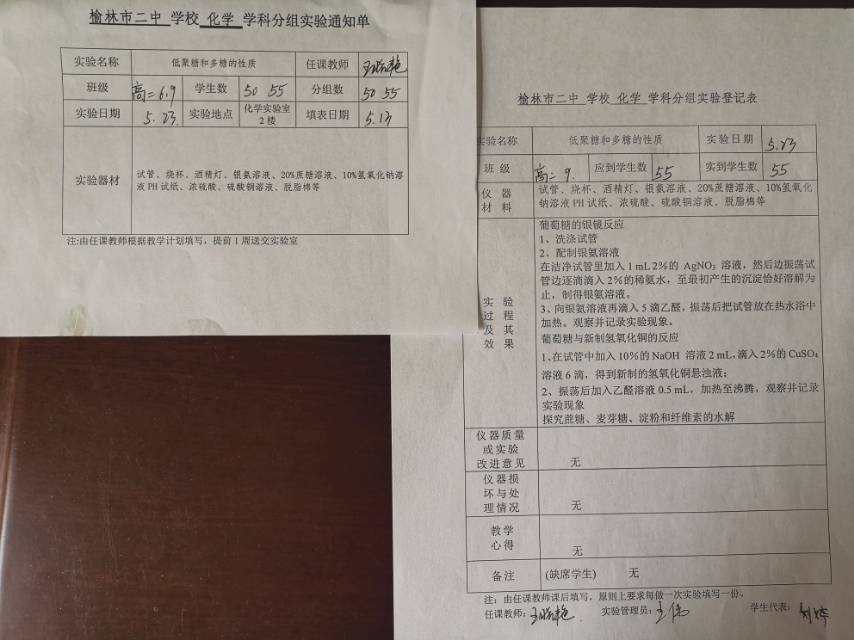 榆林市二中 学校 化学 学科分组实验通知单
实验名称 低聚糖和多糖的性质 任课教师
班级 高二6.9 学生数 50 55 分组数 50 55
实验日期 5.23. 实验地点 化学实验室 2楼 填表日期 5.13
实验器材 试管、烧杯、酒精灯、银氨溶液、20%蔗糖溶液、10%氢氧化钠溶
液PH试纸、浓硫酸、硫酸铜溶液、脱脂棉等
注:由任课教师根据教学计划填写，提前1周送交实验室
榆林市二中 学校 化学 学科分组实验登记表
实验名称 低聚糖和多糖的性质 实验日期 5.23
班级 高二9. 应到学生数 55 实到学生数 55
仪器 试管、烧杯、酒精灯、银氨溶液、20%蔗糖溶液、10%氢氧化
材料 钠溶液PH试纸、浓硫酸、硫酸铜溶液、脱脂棉等
实验过程及其效果
葡萄糖的银镜反应
1、洗涤试管
2、配制银氨溶液
在洁净试管里加入1 mL 2%的 AgNO₃ 溶液，然后边振荡试
管边逐滴滴入2%的稀氨水，至最初产生的沉淀恰好溶解为
止，制得银氨溶液。
3、向银氨溶液再滴入5滴乙醛，振荡后把试管放在热水浴中
加热。观察并记录实验现象。
葡萄糖与新制氢氧化铜的反应
1、在试管中加入10%的NaOH 溶液2 mL,滴入2%的CuSO₄
溶液6滴，得到新制的氢氧化铜悬浊液；
2、振荡后加入乙醛溶液0.5 mL，加热至沸腾，观察并记录
实验现象
探究蔗糖、麦芽糖、淀粉和纤维素的水解
仪器质量
或实验
改进意见 无
仪器损
坏与处
理情况 无
教学
心得 无
备注 (缺席学生) 无
注：由任课教师课后填写，原则上要求每做一次实验填写一份。
任课教师: 实验管理员: 学生代表: